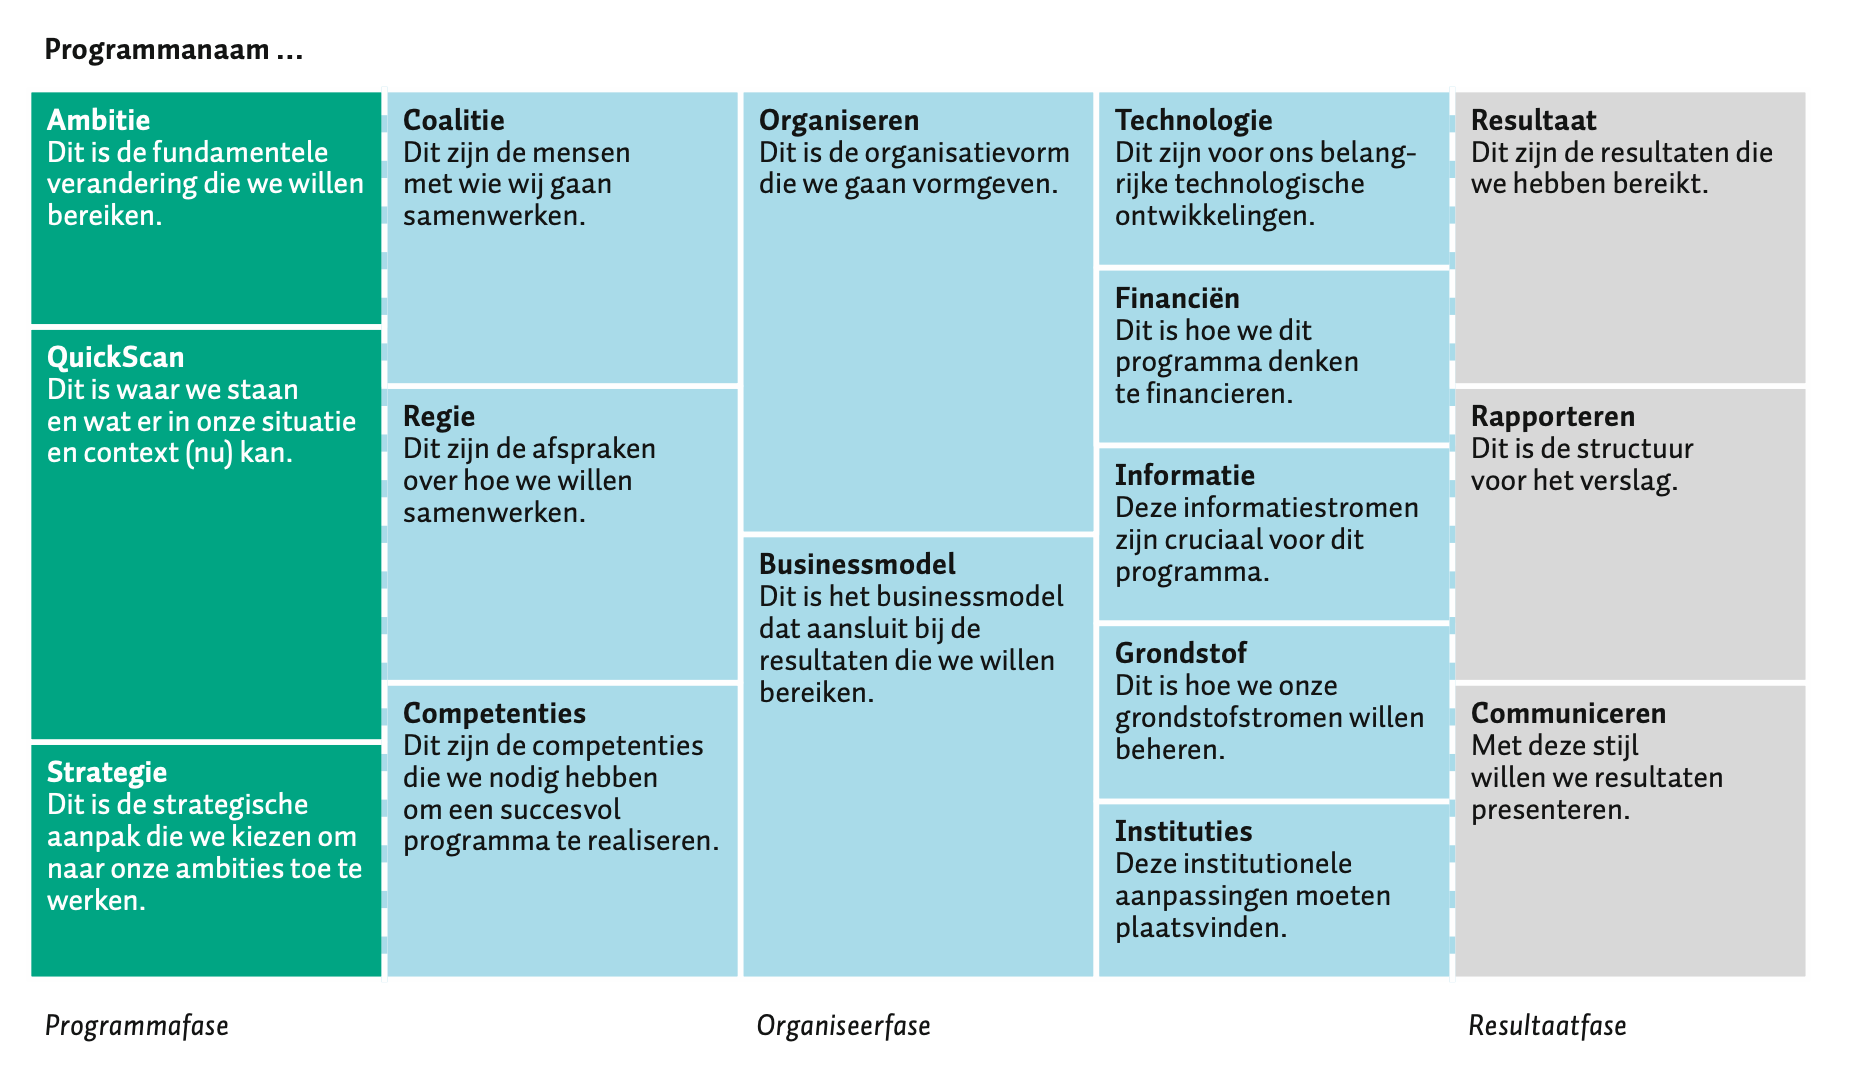 Programmanaam ...
Ambitie
Dit is de fundamentele
verandering die we willen
bereiken.
QuickScan
Dit is waar we staan
en wat er in onze situatie
en context (nu) kan.
Strategie
Dit is de strategische
aanpak die we kiezen om
naar onze ambities toe te
werken.
Coalitie
Dit zijn de mensen
met wie wij gaan
samenwerken.
Regie
Dit zijn de afspraken
over hoe we willen
samenwerken.
Competenties
Dit zijn de competenties
die we nodig hebben
om een succesvol
programma te realiseren.
Organiseren
Dit is de organisatievorm
die we gaan vormgeven.
Businessmodel
Dit is het businessmodel
dat aansluit bij de
resultaten die we willen
bereiken.
Technologie
Dit zijn voor ons belang-
rijke technologische
ontwikkelingen.
Financiën
Dit is hoe we dit
programma denken
te financieren.
Informatie
Deze informatiestromen
zijn cruciaal voor dit
programma.
Grondstof
Dit is hoe we onze
grondstofstromen willen
beheren.
Instituties
Deze institutionele
aanpassingen moeten
plaatsvinden.
Resultaat
Dit zijn de resultaten die
we hebben bereikt.
Rapporteren
Dit is de structuur
voor het verslag.
Communiceren
Met deze stijl
willen we resultaten
presenteren.
Programmafase
Organiseerfase
Resultaatfase